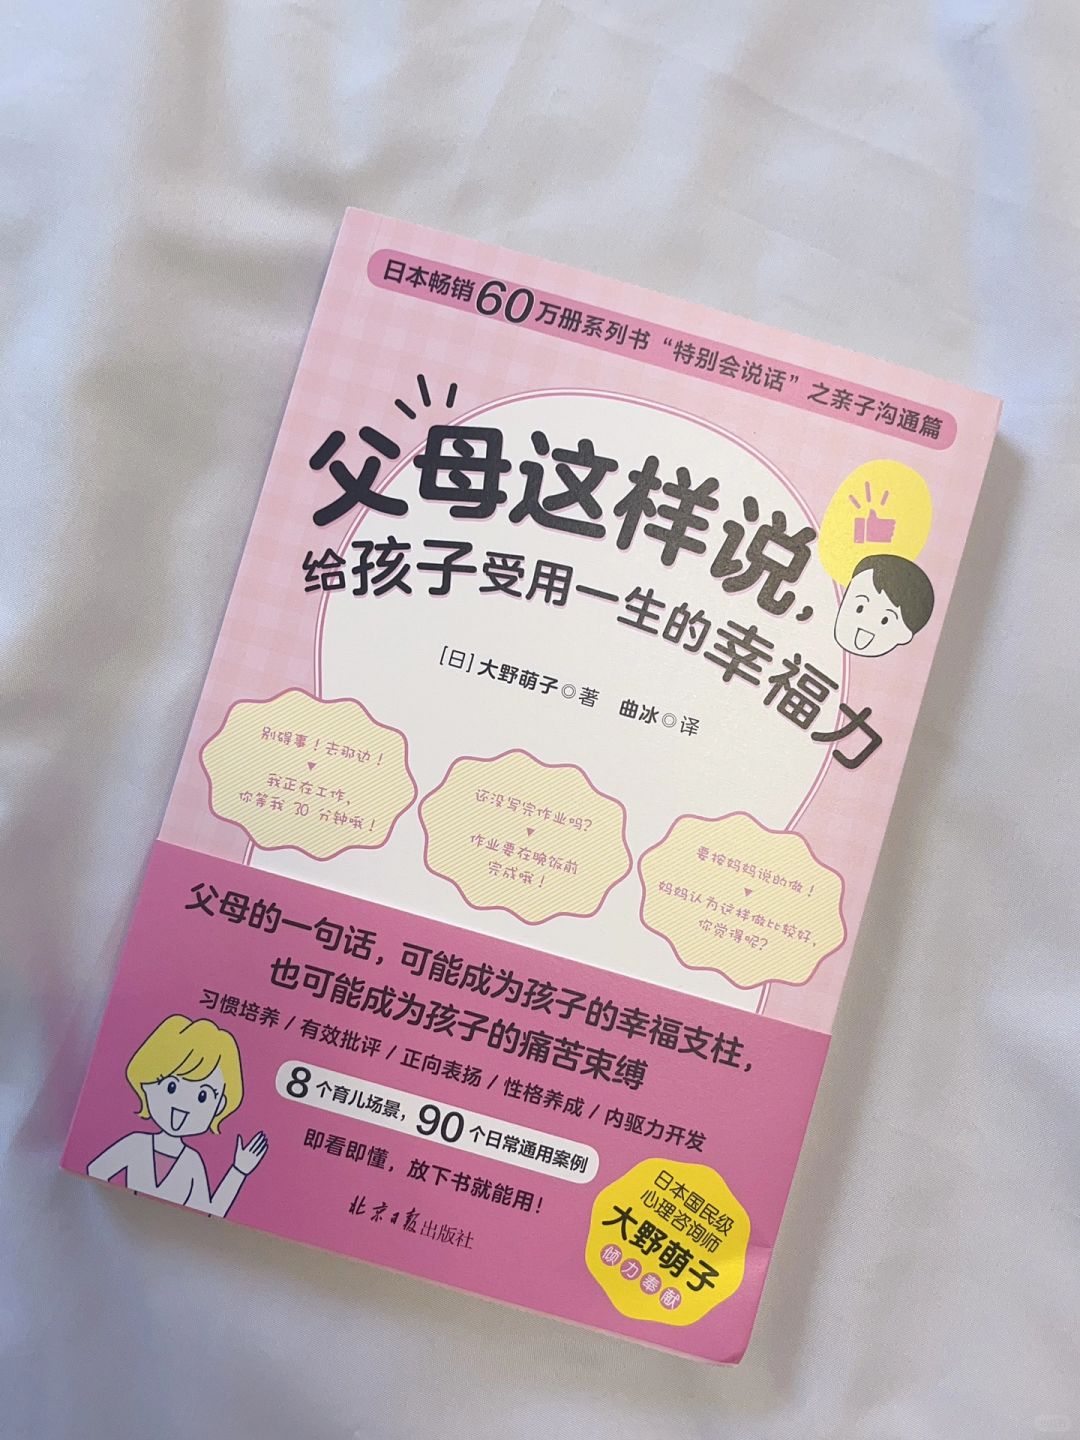 日本畅销60万册系列书“特别会说话”之亲子沟通篇
父母这样说,
给孩子受用一生的幸福力
[日]大野萌子◎著 曲冰◎译
别碍事!去那边!
▼
我正在工作,
你等我 30 分钟哦!
还没写完作业吗?
▼
作业要在晚饭前
完成哦!
要按妈妈说的做!
▼
妈妈认为这样做比较好,
你觉得呢?
父母的一句话,可能成为孩子的幸福支柱,
也可能成为孩子的痛苦束缚
习惯培养 / 有效批评 / 正向表扬 / 性格养成 / 内驱力开发
8个育儿场景,90个日常通用案例
即看即懂,放下书就能用!
北京日报出版社
日本国民级
心理咨询师
大野萌子
倾力奉献